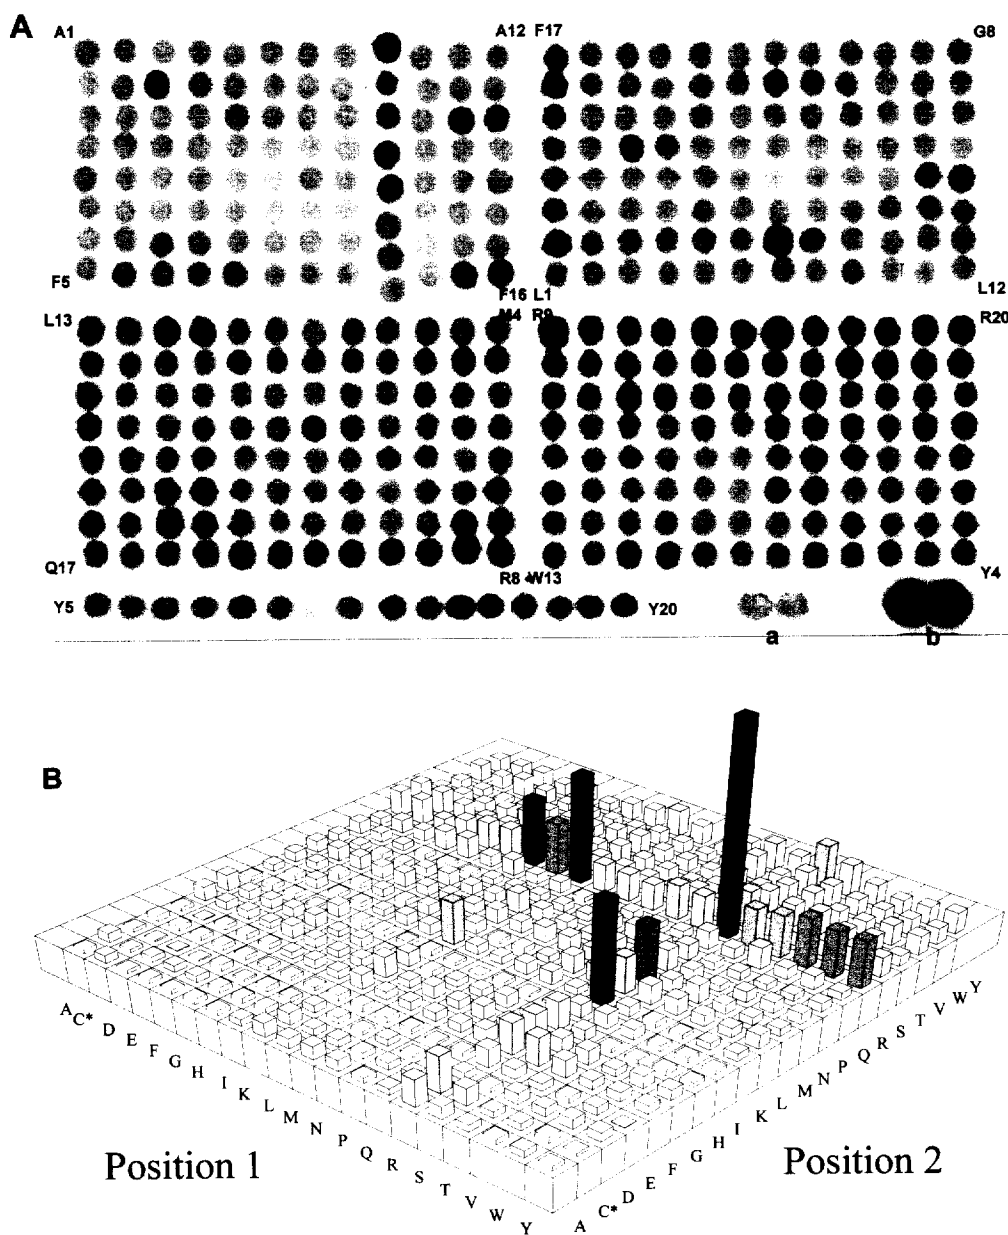 A
A1 A12 F17 G8
F5 F16 L1 L12
L13 M4 R9 R20
Q17 R8 W13 Y4
Y5 Y20
a b
B
A C* D E F G H I K L M N P Q R S T V W Y
A C* D E F G H I K L M N P Q R S T V W Y
Position 1 Position 2